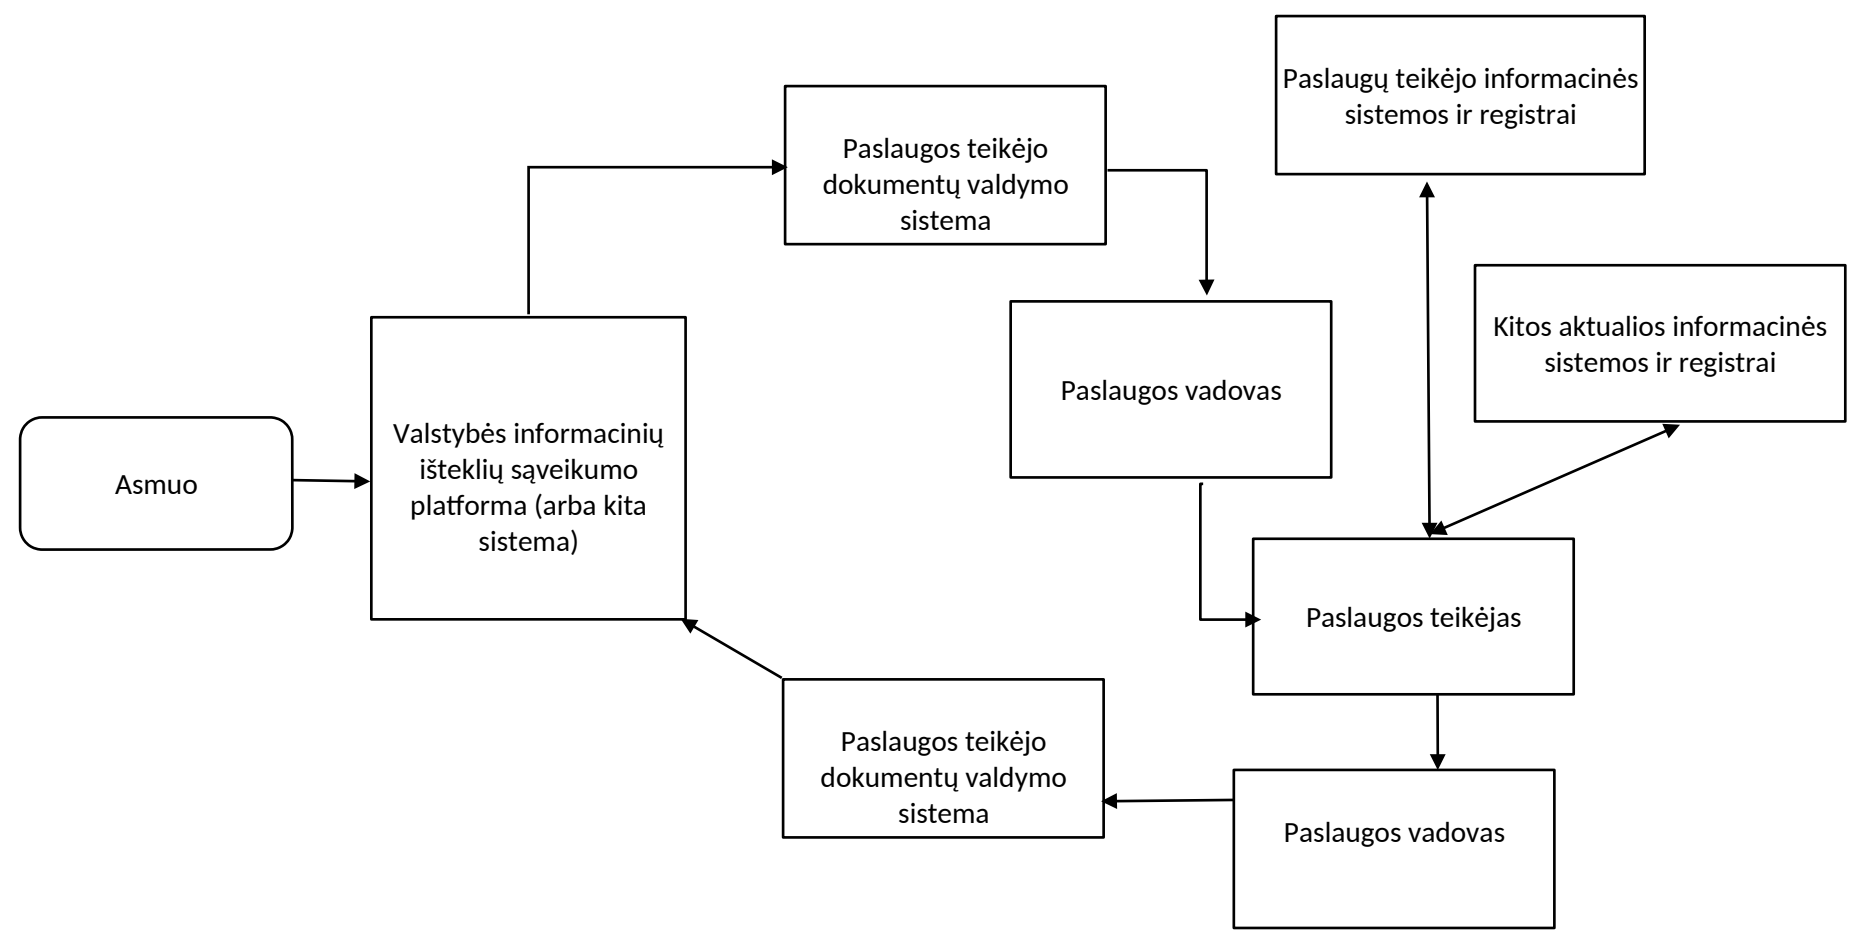 Paslaugų teikėjo informacinės
sistemos ir registrai
Paslaugos teikėjo
dokumentų valdymo
sistema
Kitos aktualios informacinės
sistemos ir registrai
Paslaugos vadovas
Valstybės informacinių
išteklių sąveikumo
platforma (arba kita
sistema)
Asmuo
Paslaugos teikėjas
Paslaugos teikėjo
dokumentų valdymo
sistema
Paslaugos vadovas